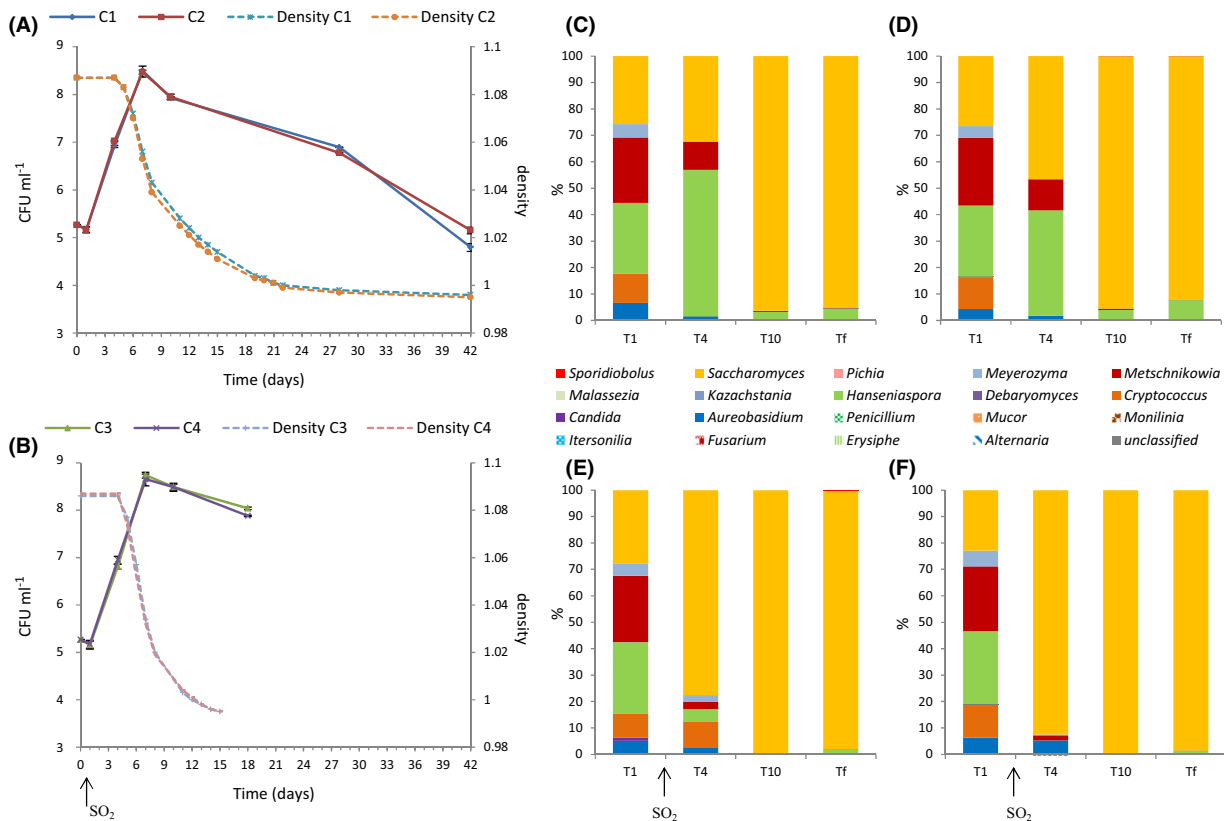 (A)
C1 C2 Density C1 Density C2
CFU ml-1
9
8
7
6
5
4
3
1.1
1.08
1.06
1.04
1.02
1
0.98
density
0 3 6 9 12 15 18 21 24 27 30 33 36 39 42
Time (days)
(B)
C3 C4 Density C3 Density C4
CFU ml-1
9
8
7
6
5
4
3
1.1
1.08
1.06
1.04
1.02
1
0.98
density
0 3 6 9 12 15 18 21 24 27 30 33 36 39 42
Time (days)
SO2
(C)
%
100
90
80
70
60
50
40
30
20
10
0
T1 T4 T10 Tf
(D)
%
100
90
80
70
60
50
40
30
20
10
0
T1 T4 T10 Tf
Sporidiobolus Saccharomyces Pichia Meyerozyma Metschnikowia
Malassezia Kazachstania Hanseniaspora Debaryomyces Cryptococcus
Candida Aureobasidium Penicillium Mucor Monilinia
Itersonilia Fusarium Erysiphe Alternaria unclassified
(E)
%
100
90
80
70
60
50
40
30
20
10
0
T1 T4 T10 Tf
SO2
(F)
%
100
90
80
70
60
50
40
30
20
10
0
T1 T4 T10 Tf
SO2